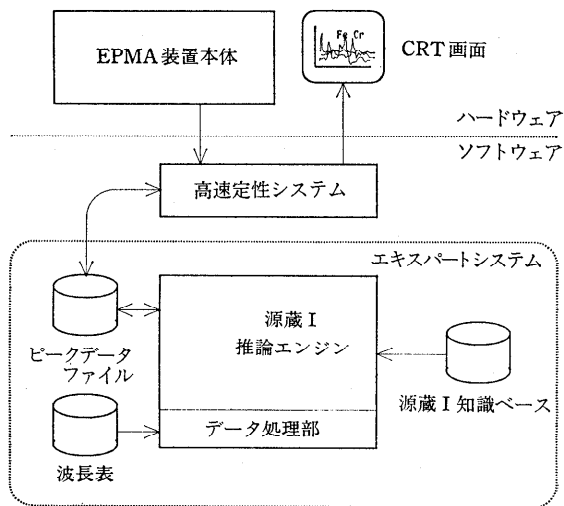 EPMA装置本体
Fe Cr
CRT画面
ハードウェア
ソフトウェア
高速定性システム
エキスパートシステム
源蔵I
推論エンジン
ピークデータ
ファイル
源蔵I知識ベース
データ処理部
波長表